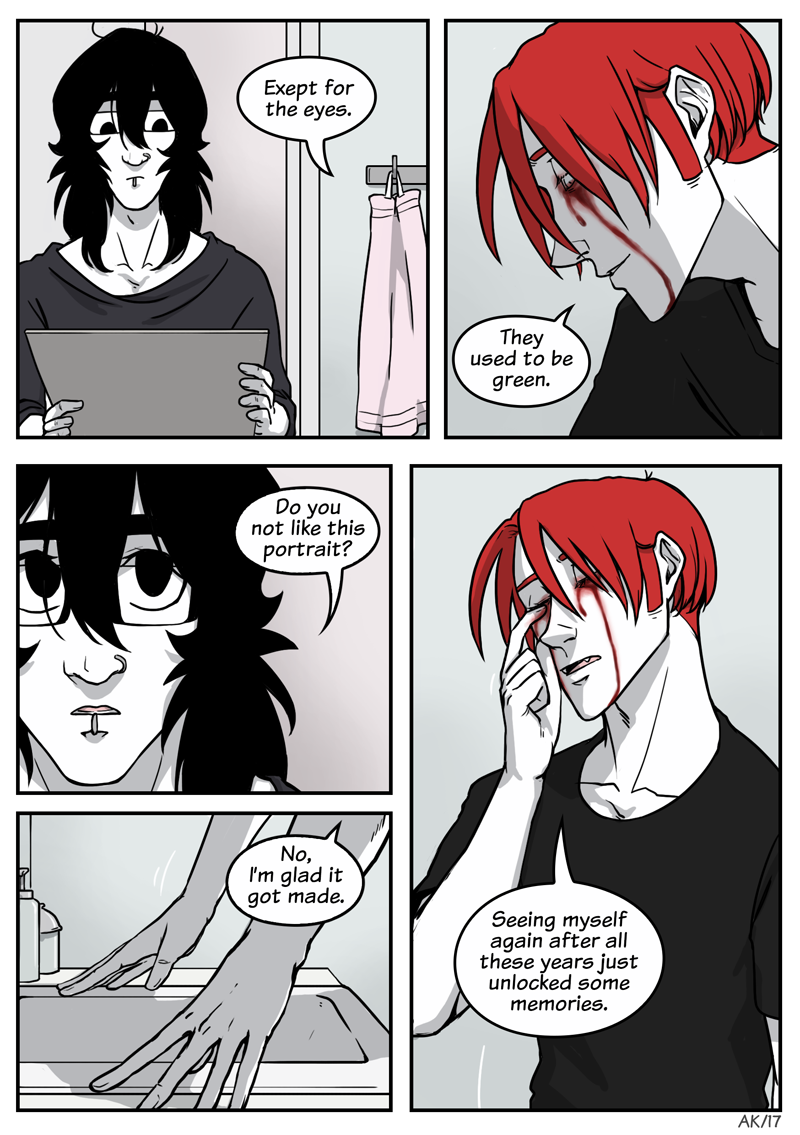 Exept for
the eyes.
They
used to be
green.
Do you
not like this
portrait?
No,
I'm glad it
got made.
Seeing myself
again after all
these years just
unlocked some
memories.
AK/17